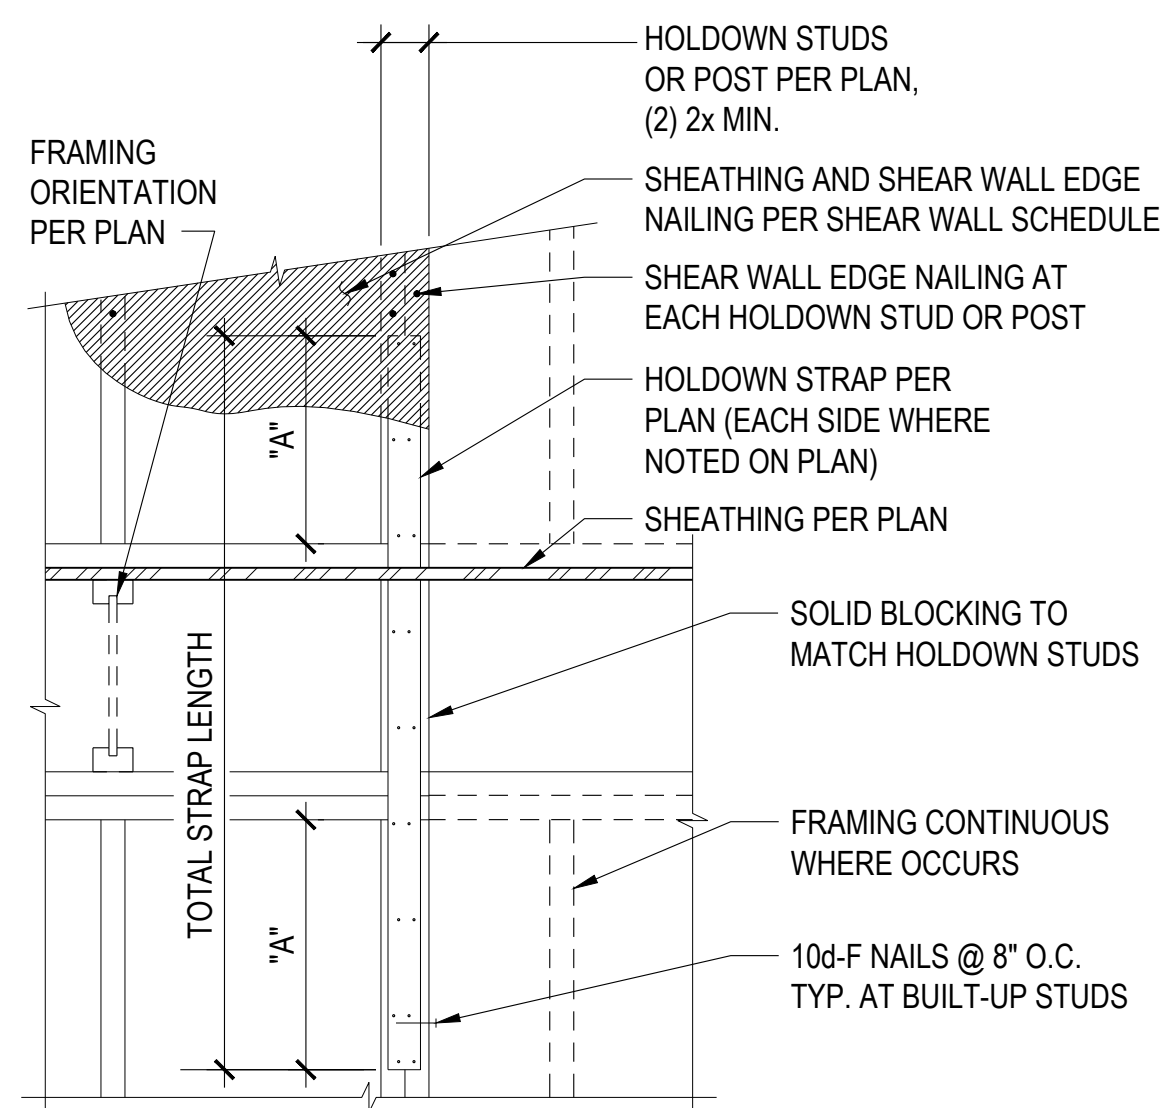 HOLDOWN STUDS
OR POST PER PLAN,
(2) 2x MIN.
FRAMING
ORIENTATION
PER PLAN
SHEATHING AND SHEAR WALL EDGE
NAILING PER SHEAR WALL SCHEDULE
SHEAR WALL EDGE NAILING AT
EACH HOLDOWN STUD OR POST
HOLDOWN STRAP PER
PLAN (EACH SIDE WHERE
NOTED ON PLAN)
"A"
SHEATHING PER PLAN
SOLID BLOCKING TO
MATCH HOLDOWN STUDS
TOTAL STRAP LENGTH
FRAMING CONTINUOUS
WHERE OCCURS
"A"
10d-F NAILS @ 8" O.C.
TYP. AT BUILT-UP STUDS